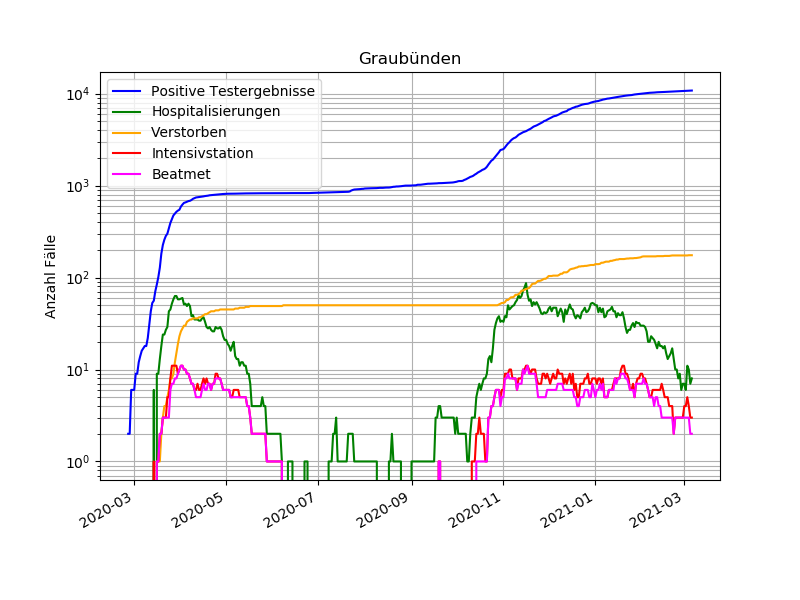 Graubünden
Positive Testergebnisse
Hospitalisierungen
Verstorben
Intensivstation
Beatmet
Anzahl Fälle
10⁴
10³
10²
10¹
10⁰
2020-03
2020-05
2020-07
2020-09
2020-11
2021-01
2021-03